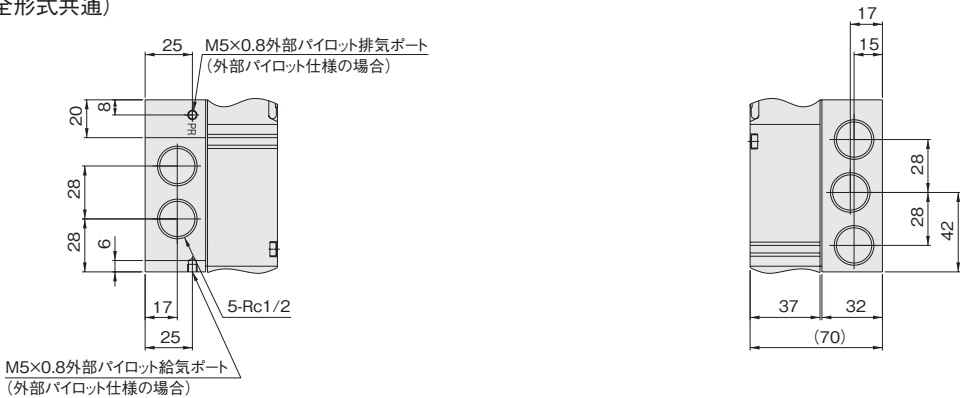 全形式共通)
25
M5×0.8外部パイロット排気ポート
(外部パイロット仕様の場合)
8
20
PR
28
28
6
17
5-Rc1/2
25
M5×0.8外部パイロット給気ポート
(外部パイロット仕様の場合)
17
15
28
28
42
37
32
(70)